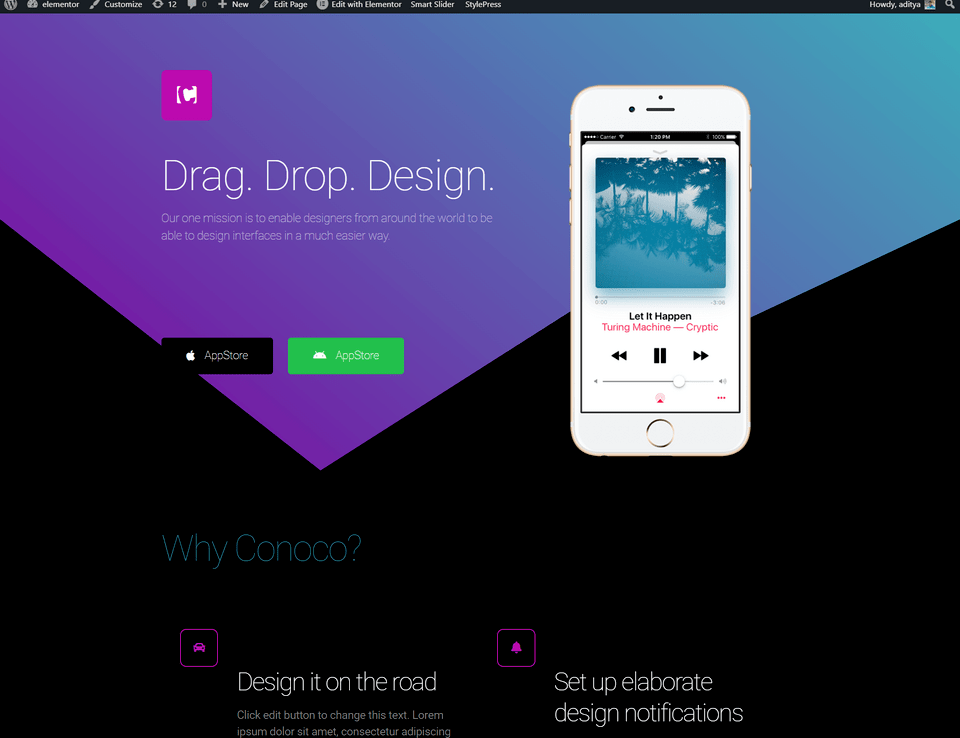 elementor Customize 12 0 New Edit Page Edit with Elementor Smart Slider StylePress Howdy, aditya
Drag. Drop. Design.
Our one mission is to enable designers from around the world to be
able to design interfaces in a much easier way.
AppStore AppStore
Carrier 1:20 PM 100%
0:00 -3:08
Let It Happen
Turing Machine — Cryptic
Why Conoco?
Design it on the road
Click edit button to change this text. Lorem
ipsum dolor sit amet, consectetur adipiscing
Set up elaborate
design notifications